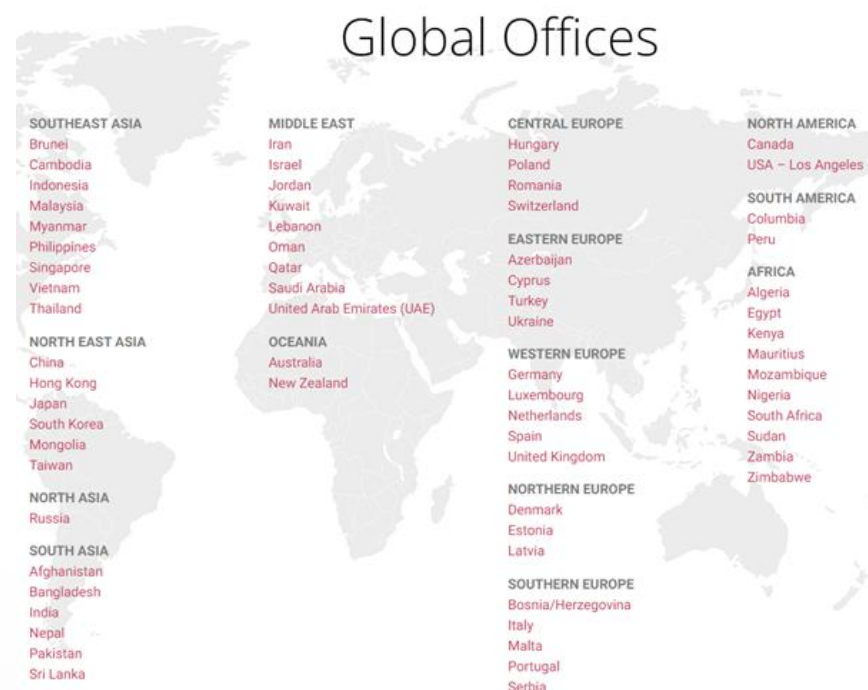 Global Offices
SOUTHEAST ASIA
Brunei
Cambodia
Indonesia
Malaysia
Myanmar
Philippines
Singapore
Vietnam
Thailand
NORTH EAST ASIA
China
Hong Kong
Japan
South Korea
Mongolia
Taiwan
NORTH ASIA
Russia
SOUTH ASIA
Afghanistan
Bangladesh
India
Nepal
Pakistan
Sri Lanka
MIDDLE EAST
Iran
Israel
Jordan
Kuwait
Lebanon
Oman
Qatar
Saudi Arabia
United Arab Emirates (UAE)
OCEANIA
Australia
New Zealand
CENTRAL EUROPE
Hungary
Poland
Romania
Switzerland
EASTERN EUROPE
Azerbaijan
Cyprus
Turkey
Ukraine
WESTERN EUROPE
Germany
Luxembourg
Netherlands
Spain
United Kingdom
NORTHERN EUROPE
Denmark
Estonia
Latvia
SOUTHERN EUROPE
Bosnia/Herzegovina
Italy
Malta
Portugal
Serbia
NORTH AMERICA
Canada
USA – Los Angeles
SOUTH AMERICA
Columbia
Peru
AFRICA
Algeria
Egypt
Kenya
Mauritius
Mozambique
Nigeria
South Africa
Sudan
Zambia
Zimbabwe